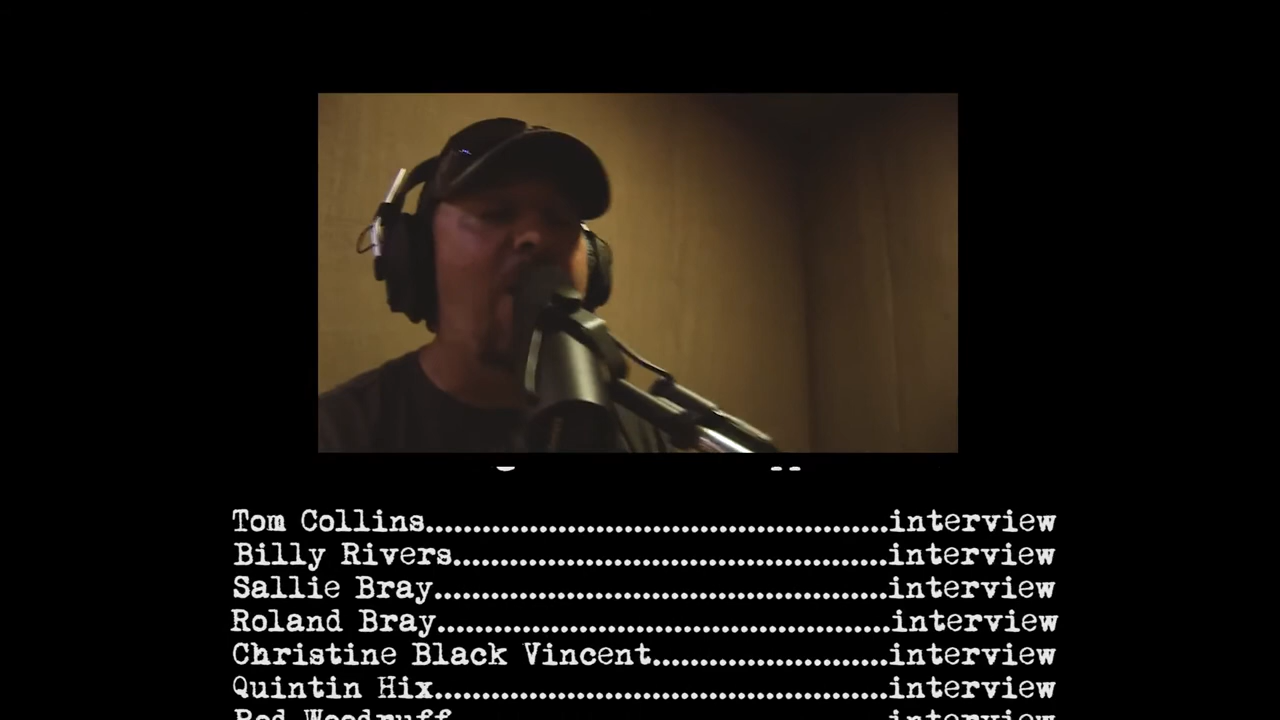 Tom Collins.......................................interview
Billy Rivers.....................................interview
Sallie Bray......................................interview
Roland Bray......................................interview
Christine Black Vincent....................interview
Quintin Hix......................................interview